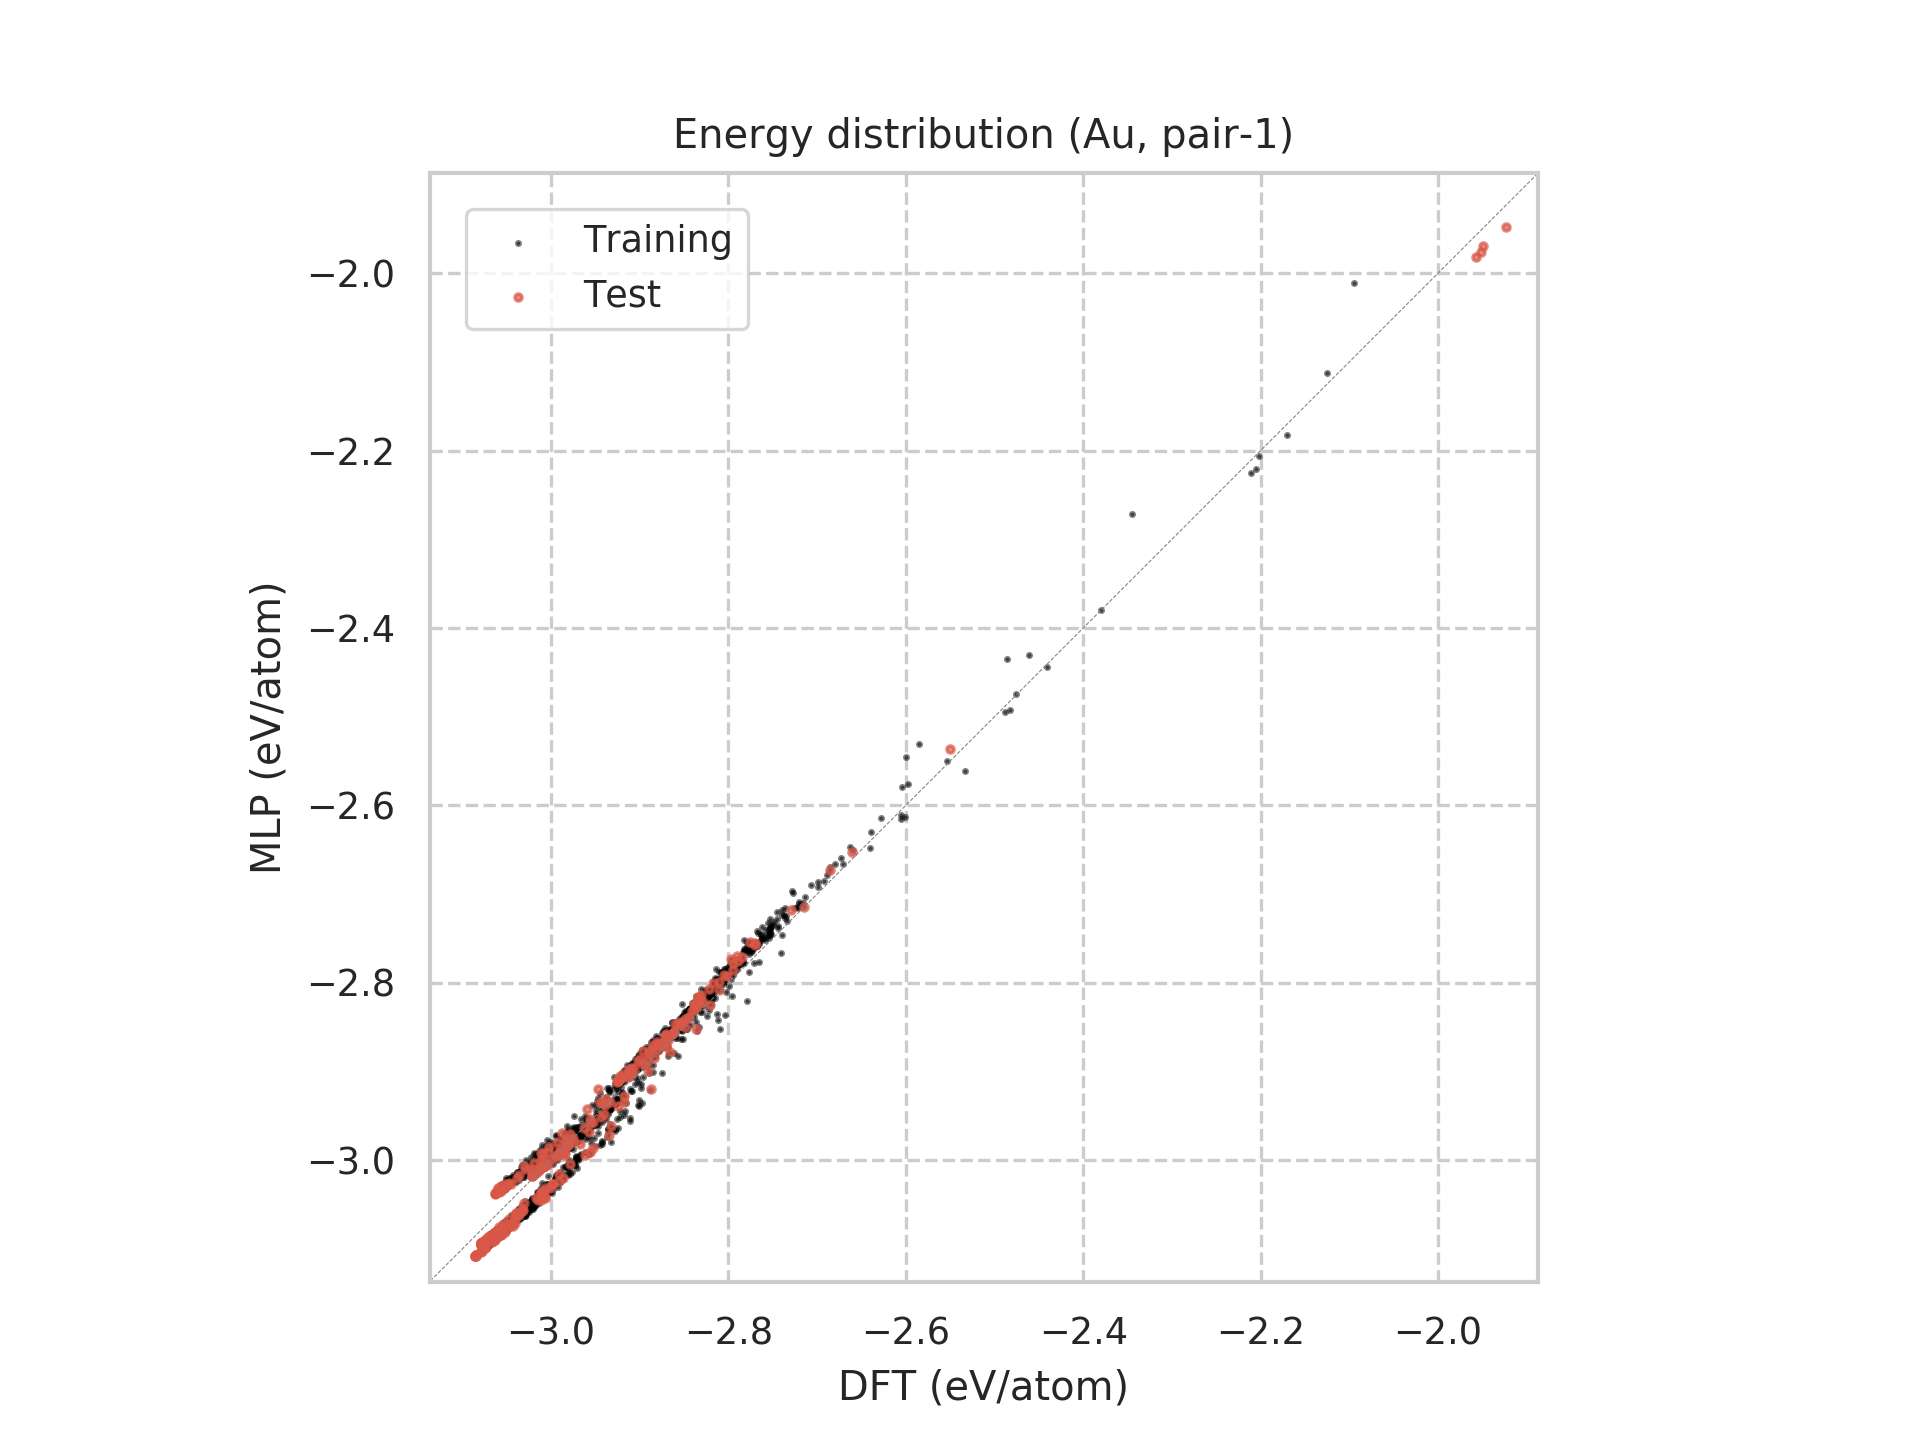 Energy distribution (Au, pair-1)
Training
Test
−2.0
−2.2
−2.4
−2.6
−2.8
−3.0
MLP (eV/atom)
−3.0 −2.8 −2.6 −2.4 −2.2 −2.0
DFT (eV/atom)